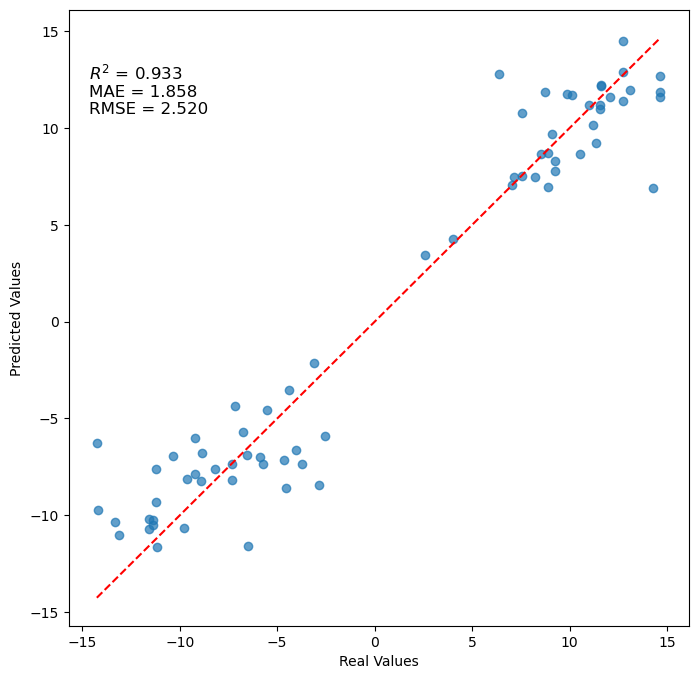 R² = 0.933
MAE = 1.858
RMSE = 2.520
15
10
5
0
−5
−10
−15
Predicted Values
−15 −10 −5 0 5 10 15
Real Values